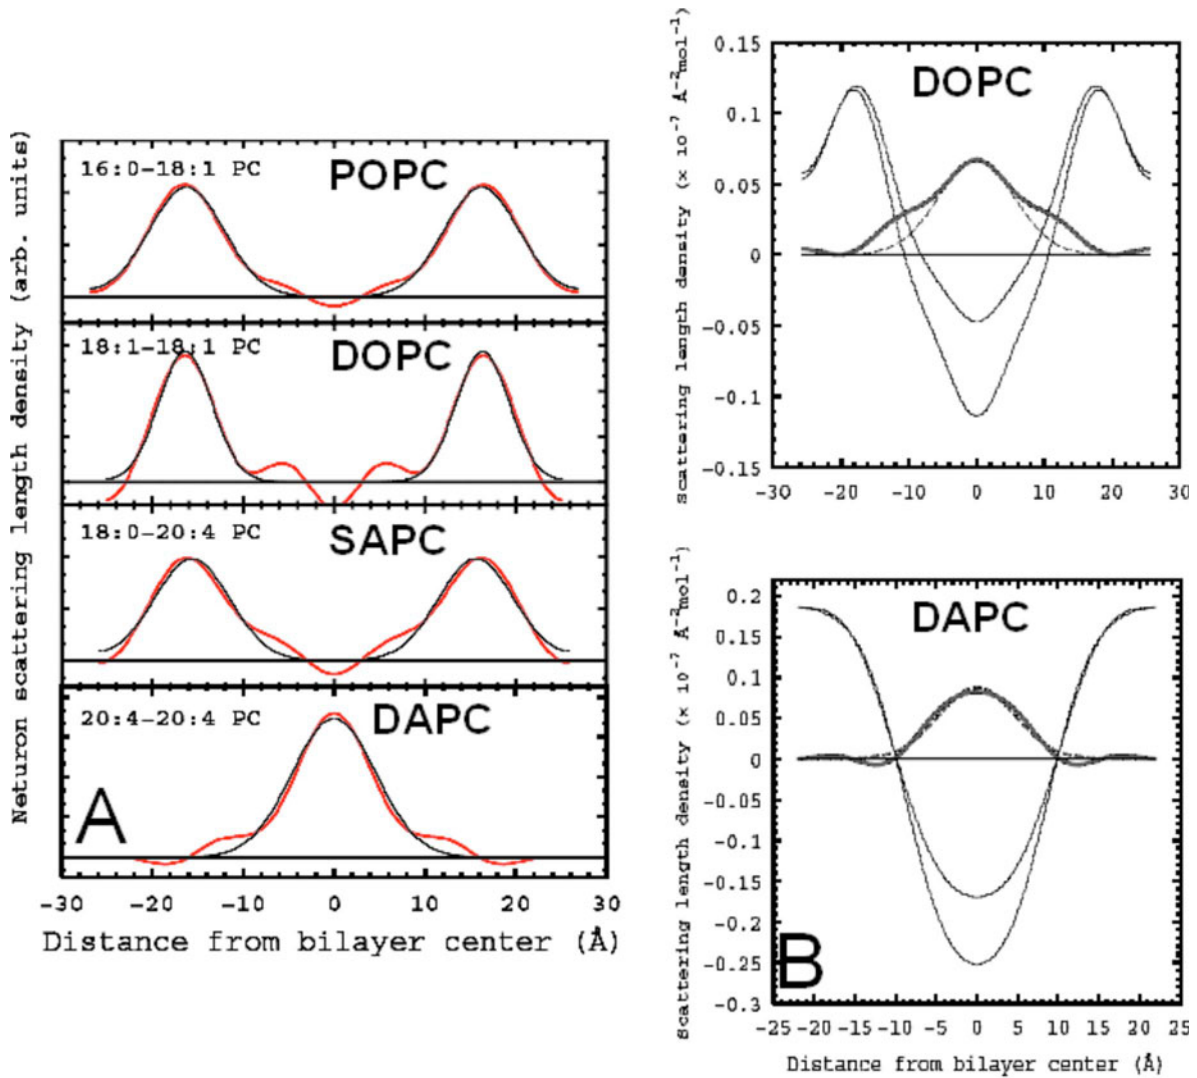 Neturon scattering length density (arb. units)
16:0-18:1 PC
POPC
18:1-18:1 PC
DOPC
18:0-20:4 PC
SAPC
20:4-20:4 PC
DAPC
A
-30 -20 -10 0 10 20 30
Distance from bilayer center (Å)
Scattering length density (× 10⁻⁷ Å⁻²mol⁻¹)
0.15
0.1
0.05
0
-0.05
-0.1
-0.15
DOPC
-30 -20 -10 0 10 20 30
Scattering length density (× 10⁻⁷ Å⁻²mol⁻¹)
0.2
0.15
0.1
0.05
0
-0.05
-0.1
-0.15
-0.2
-0.25
-0.3
DAPC
B
-25 -20 -15 -10 -5 0 5 10 15 20 25
Distance from bilayer center (Å)